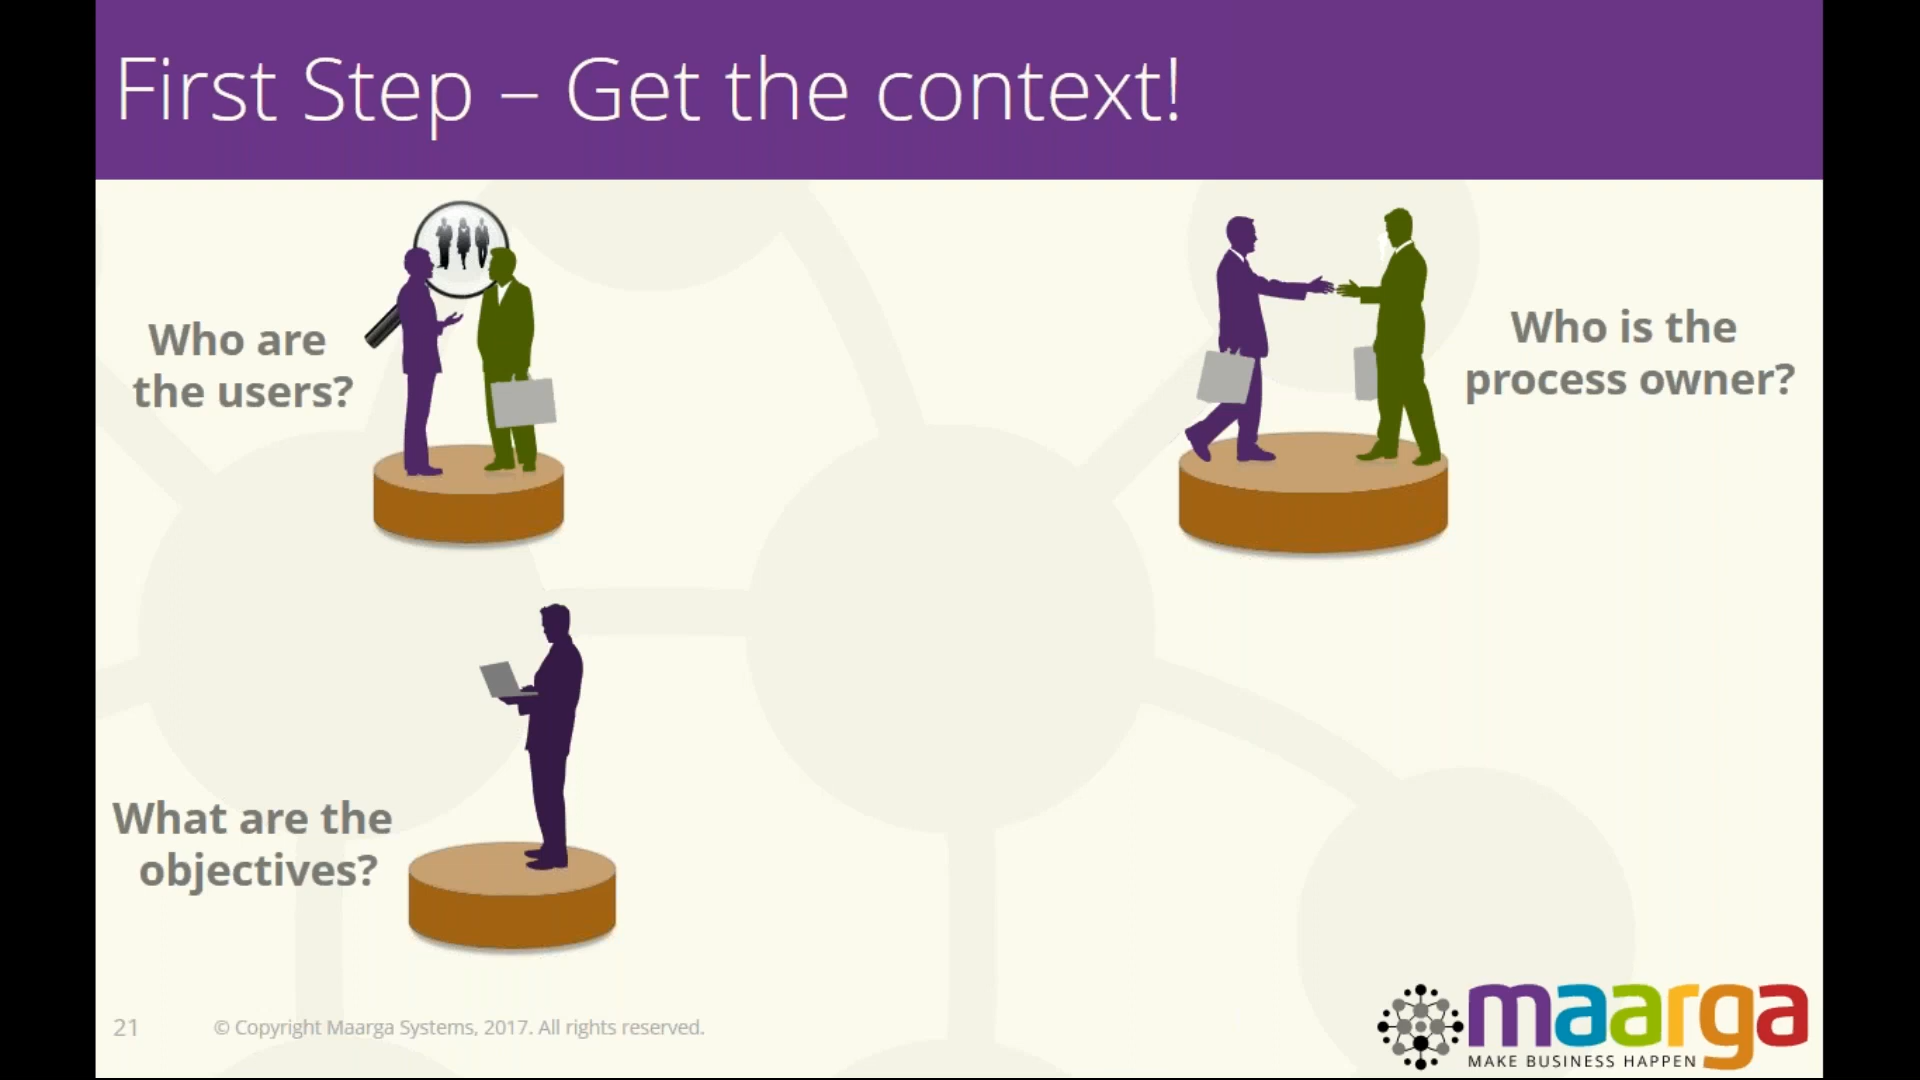 First Step – Get the context!
Who are
the users?
Who is the
process owner?
What are the
objectives?
21
© Copyright Maarga Systems, 2017. All rights reserved.
maarga
MAKE BUSINESS HAPPEN